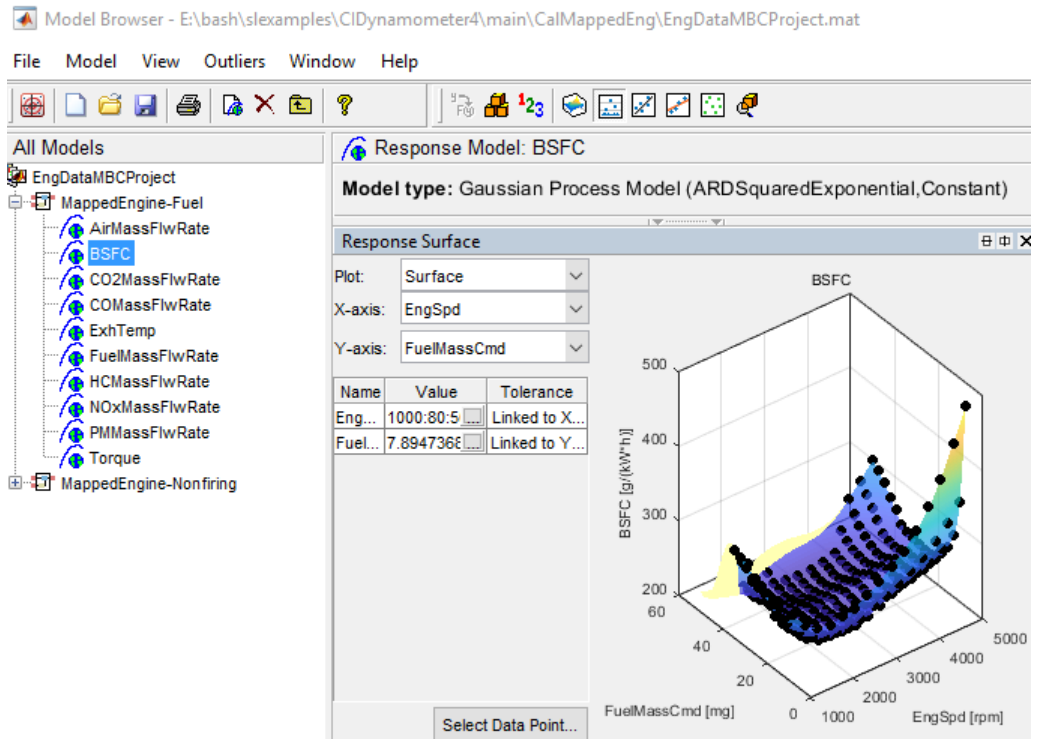 Model Browser - E:\bash\slexamples\CIDynamometer4\main\CalMappedEng\EngDataMBCProject.mat
File Model View Outliers Window Help
All Models
EngDataMBCProject
MappedEngine-Fuel
AirMassFlwRate
BSFC
CO2MassFlwRate
COMassFlwRate
ExhTemp
FuelMassFlwRate
HCMassFlwRate
NOxMassFlwRate
PMMassFlwRate
Torque
MappedEngine-Nonfiring
Response Model: BSFC
Model type: Gaussian Process Model (ARDSquaredExponential,Constant)
Response Surface
Plot: Surface
X-axis: EngSpd
Y-axis: FuelMassCmd
Name Value Tolerance
Eng... 1000:80:5 ... Linked to X...
Fuel... 7.8947368 ... Linked to Y...
Select Data Point...
BSFC
500
400
300
200
BSFC [g/(kW*h)]
60
40
20
0
FuelMassCmd [mg]
1000
2000
3000
4000
5000
EngSpd [rpm]